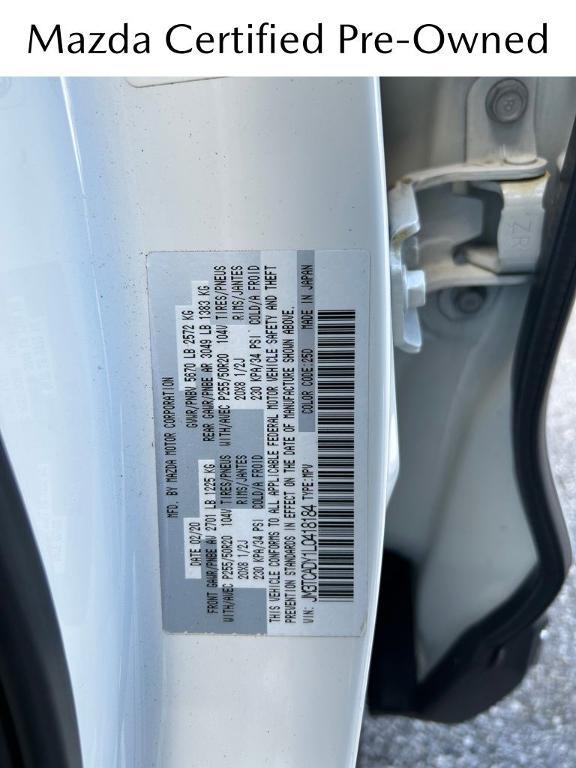 Mazda Certified Pre-Owned
MFD. BY MAZDA MOTOR CORPORATION
DATE 02/20 GVWR/PNBV 5670 LB 2572 KG
FRONT GAWR/PNBE AV 2701 LB 1225 KG REAR GAWR/PNBE AR 3049 LB 1383 KG
WITH/AVEC P255/50R20 104V TIRES/PNEUS WITH/AVEC P255/50R20 104V TIRES/PNEUS
20X8 1/2J RIMS/JANTES 20X8 1/2J RIMS/JANTES
230 KPA/34 PSI COLD/A FROID 230 KPA/34 PSI COLD/A FROID
THIS VEHICLE CONFORMS TO ALL APPLICABLE FEDERAL MOTOR VEHICLE SAFETY AND THEFT
PREVENTION STANDARDS IN EFFECT ON THE DATE OF MANUFACTURE SHOWN ABOVE.
VIN: JM3TCADY1L0418184 TYPE:MPV COLOR CODE:25D MADE IN JAPAN